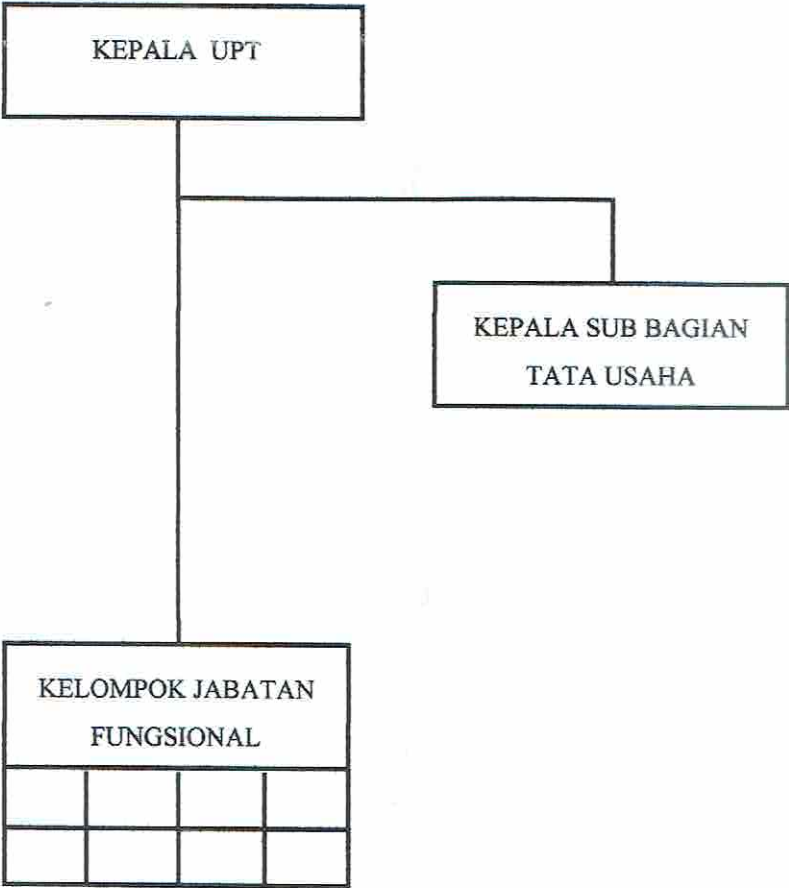 KEPALA UPT
KEPALA SUB BAGIAN
TATA USAHA
KELOMPOK JABATAN
FUNGSIONAL